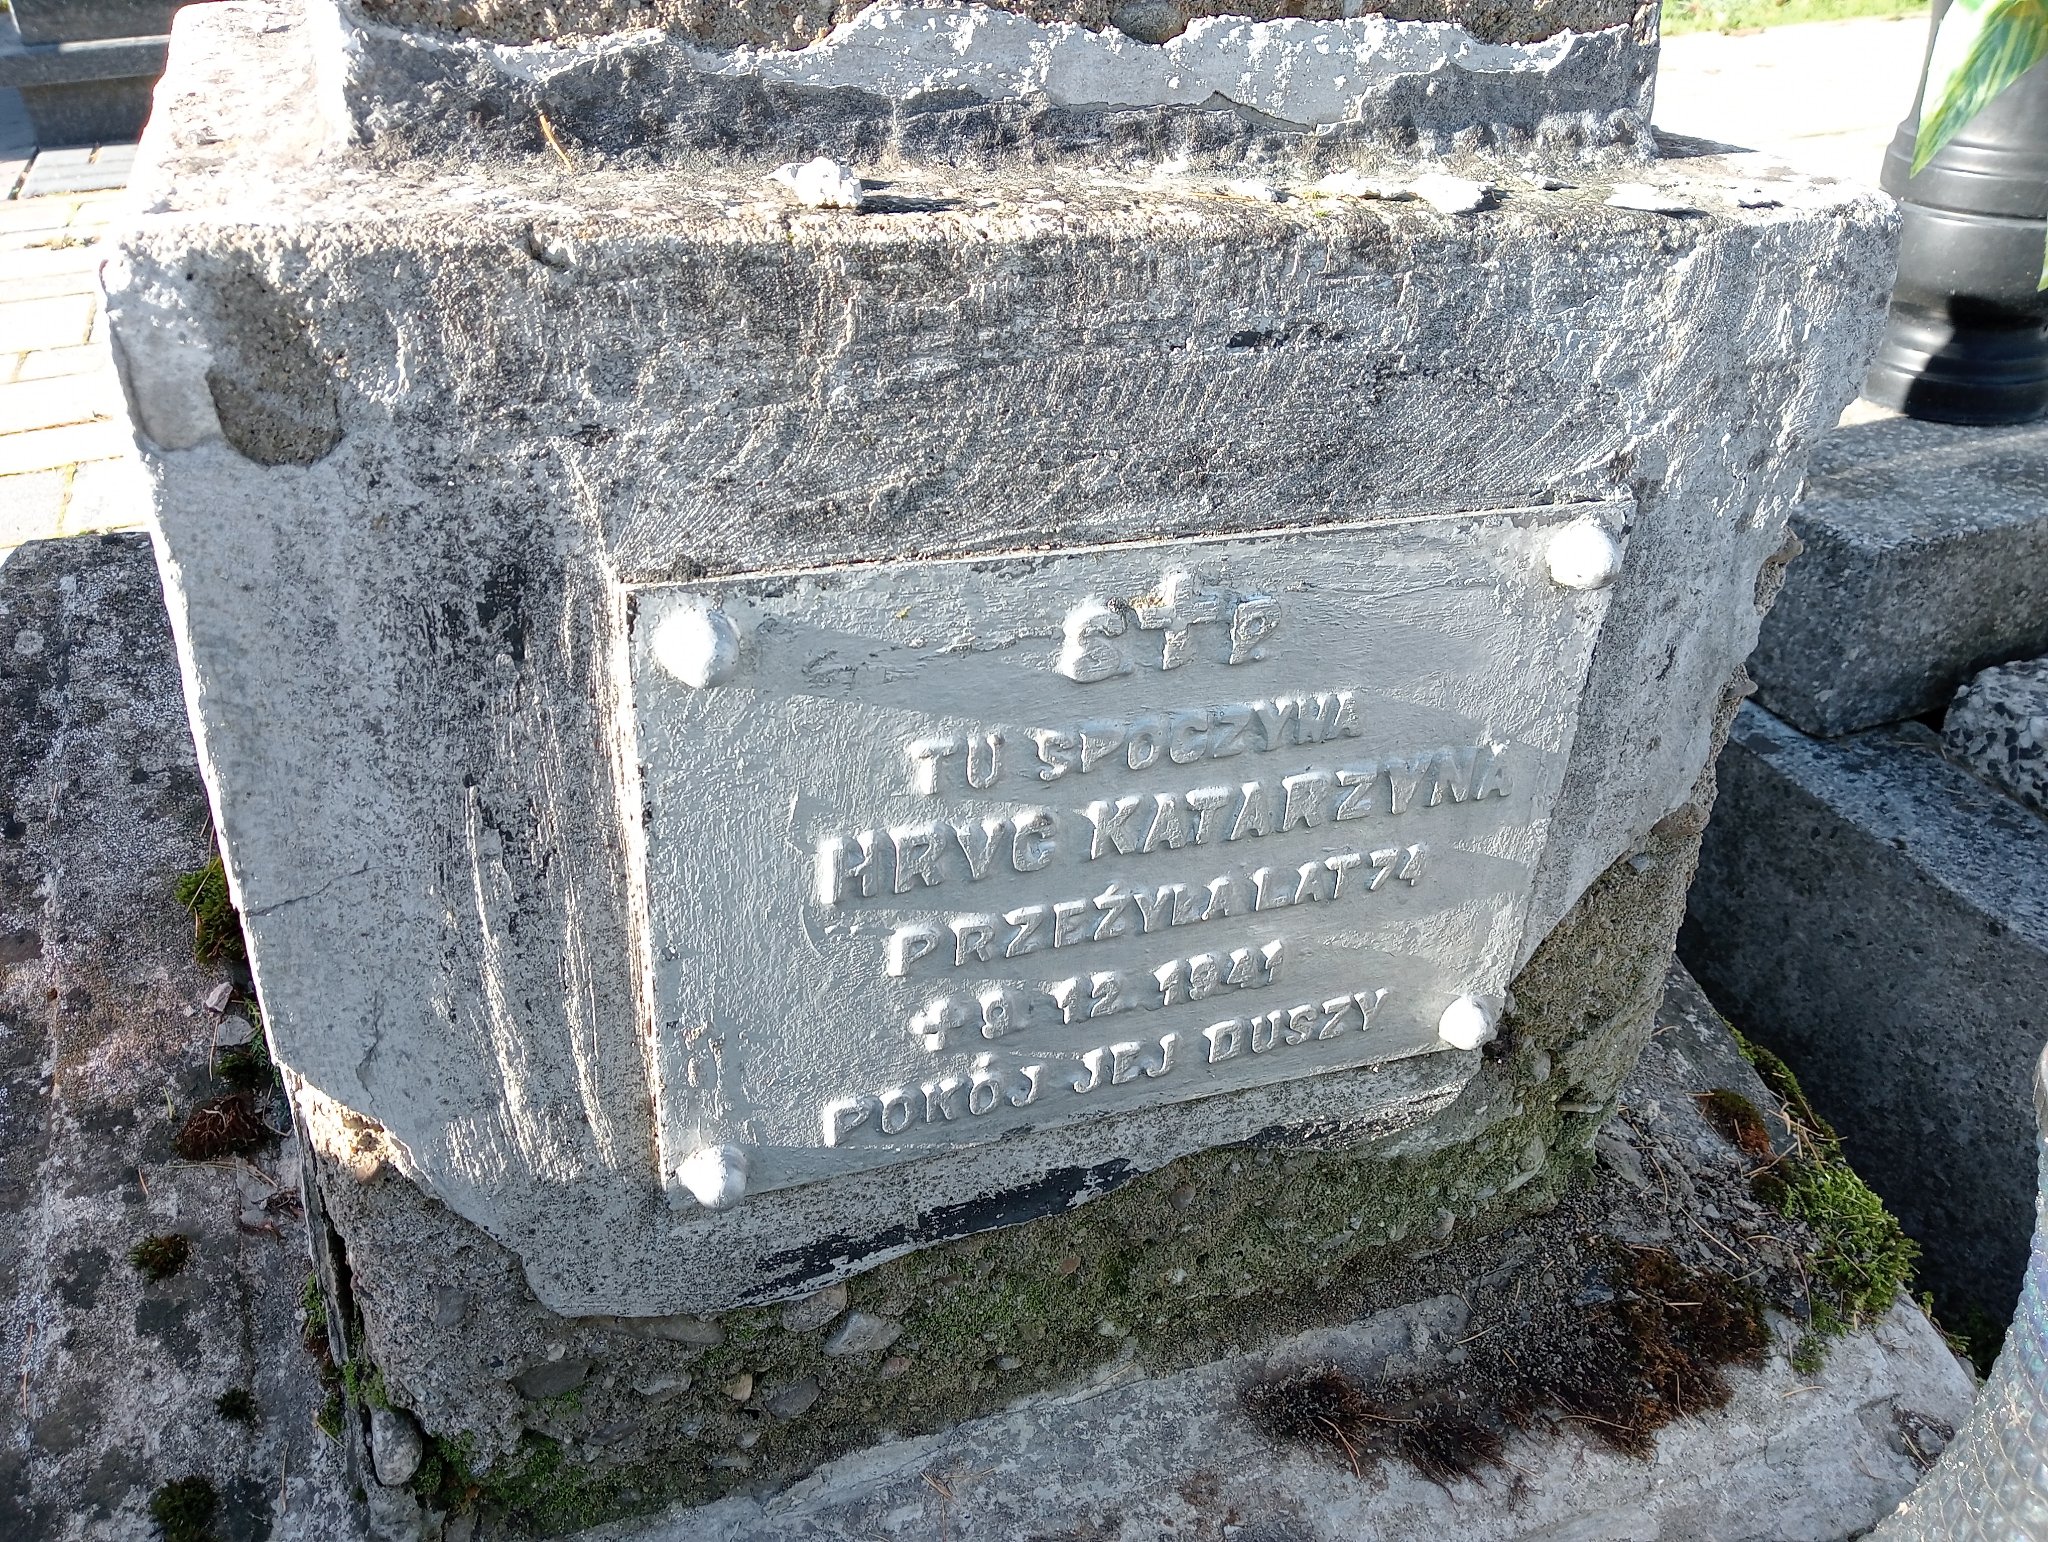 Ś✝P.
TU SPOCZYWA
HRYC KATARZYNA
PRZEŻYŁA LAT 74
✝ 9.12.1941
POKÓJ JEJ DUSZY